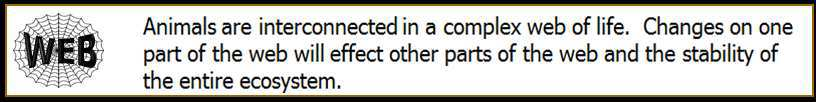 WEB
Animals are interconnected in a complex web of life.  Changes on one
part of the web will effect other parts of the web and the stability of
the entire ecosystem.